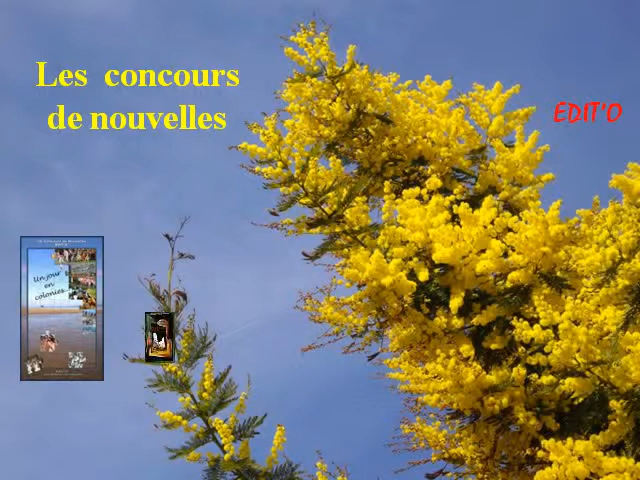 Les concours
de nouvelles
EDIT'O
Un jour
en
colonies